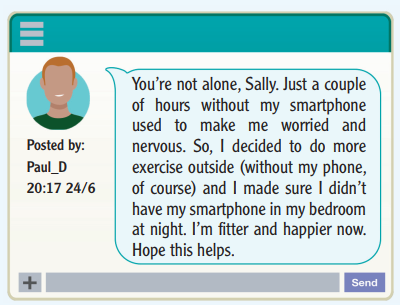 You’re not alone, Sally. Just a couple
of hours without my smartphone
used to make me worried and
nervous. So, I decided to do more
exercise outside (without my phone,
of course) and I made sure I didn’t
have my smartphone in my bedroom
at night. I’m fitter and happier now.
Hope this helps.
Posted by:
Paul_D
20:17 24/6
Send